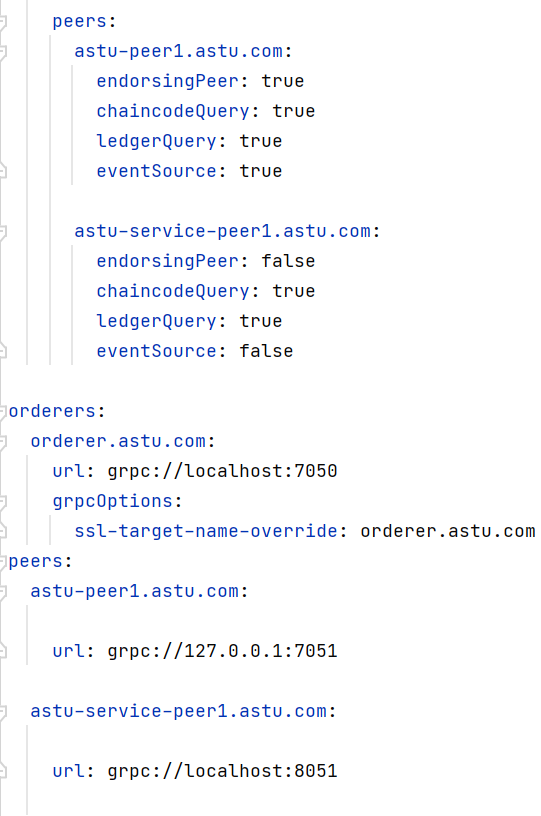 peers:
astu-peer1.astu.com:
endorsingPeer: true
chaincodeQuery: true
ledgerQuery: true
eventSource: true
astu-service-peer1.astu.com:
endorsingPeer: false
chaincodeQuery: true
ledgerQuery: true
eventSource: false
orderers:
orderer.astu.com:
url: grpc://localhost:7050
grpcOptions:
ssl-target-name-override: orderer.astu.com
peers:
astu-peer1.astu.com:
url: grpc://127.0.0.1:7051
astu-service-peer1.astu.com:
url: grpc://localhost:8051